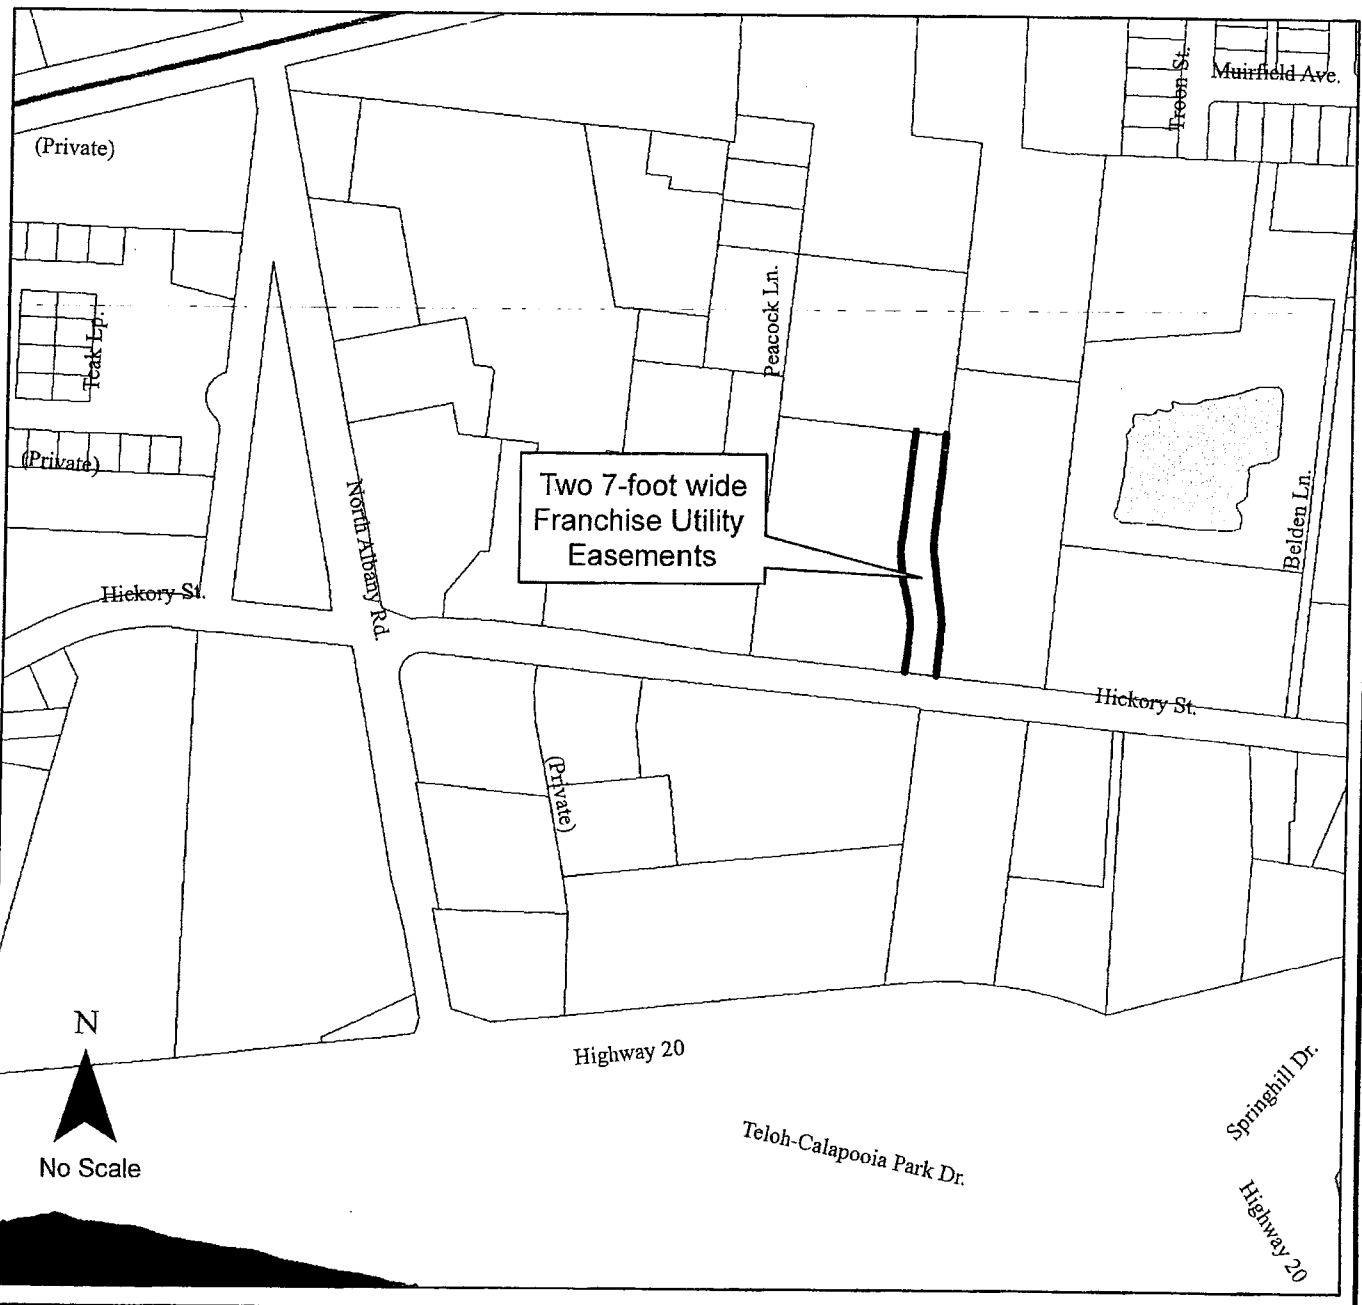 Muirfield Ave.
Troon St.
(Private)
Peacock Ln.
Teak Lp.
(Private)
Two 7-foot wide
Franchise Utility
Easements
North Albany Rd.
Belden Ln.
Hickory St.
Hickory St.
(Private)
N
No Scale
Highway 20
Springhill Dr.
Teloh-Calapooia Park Dr.
Highway 20